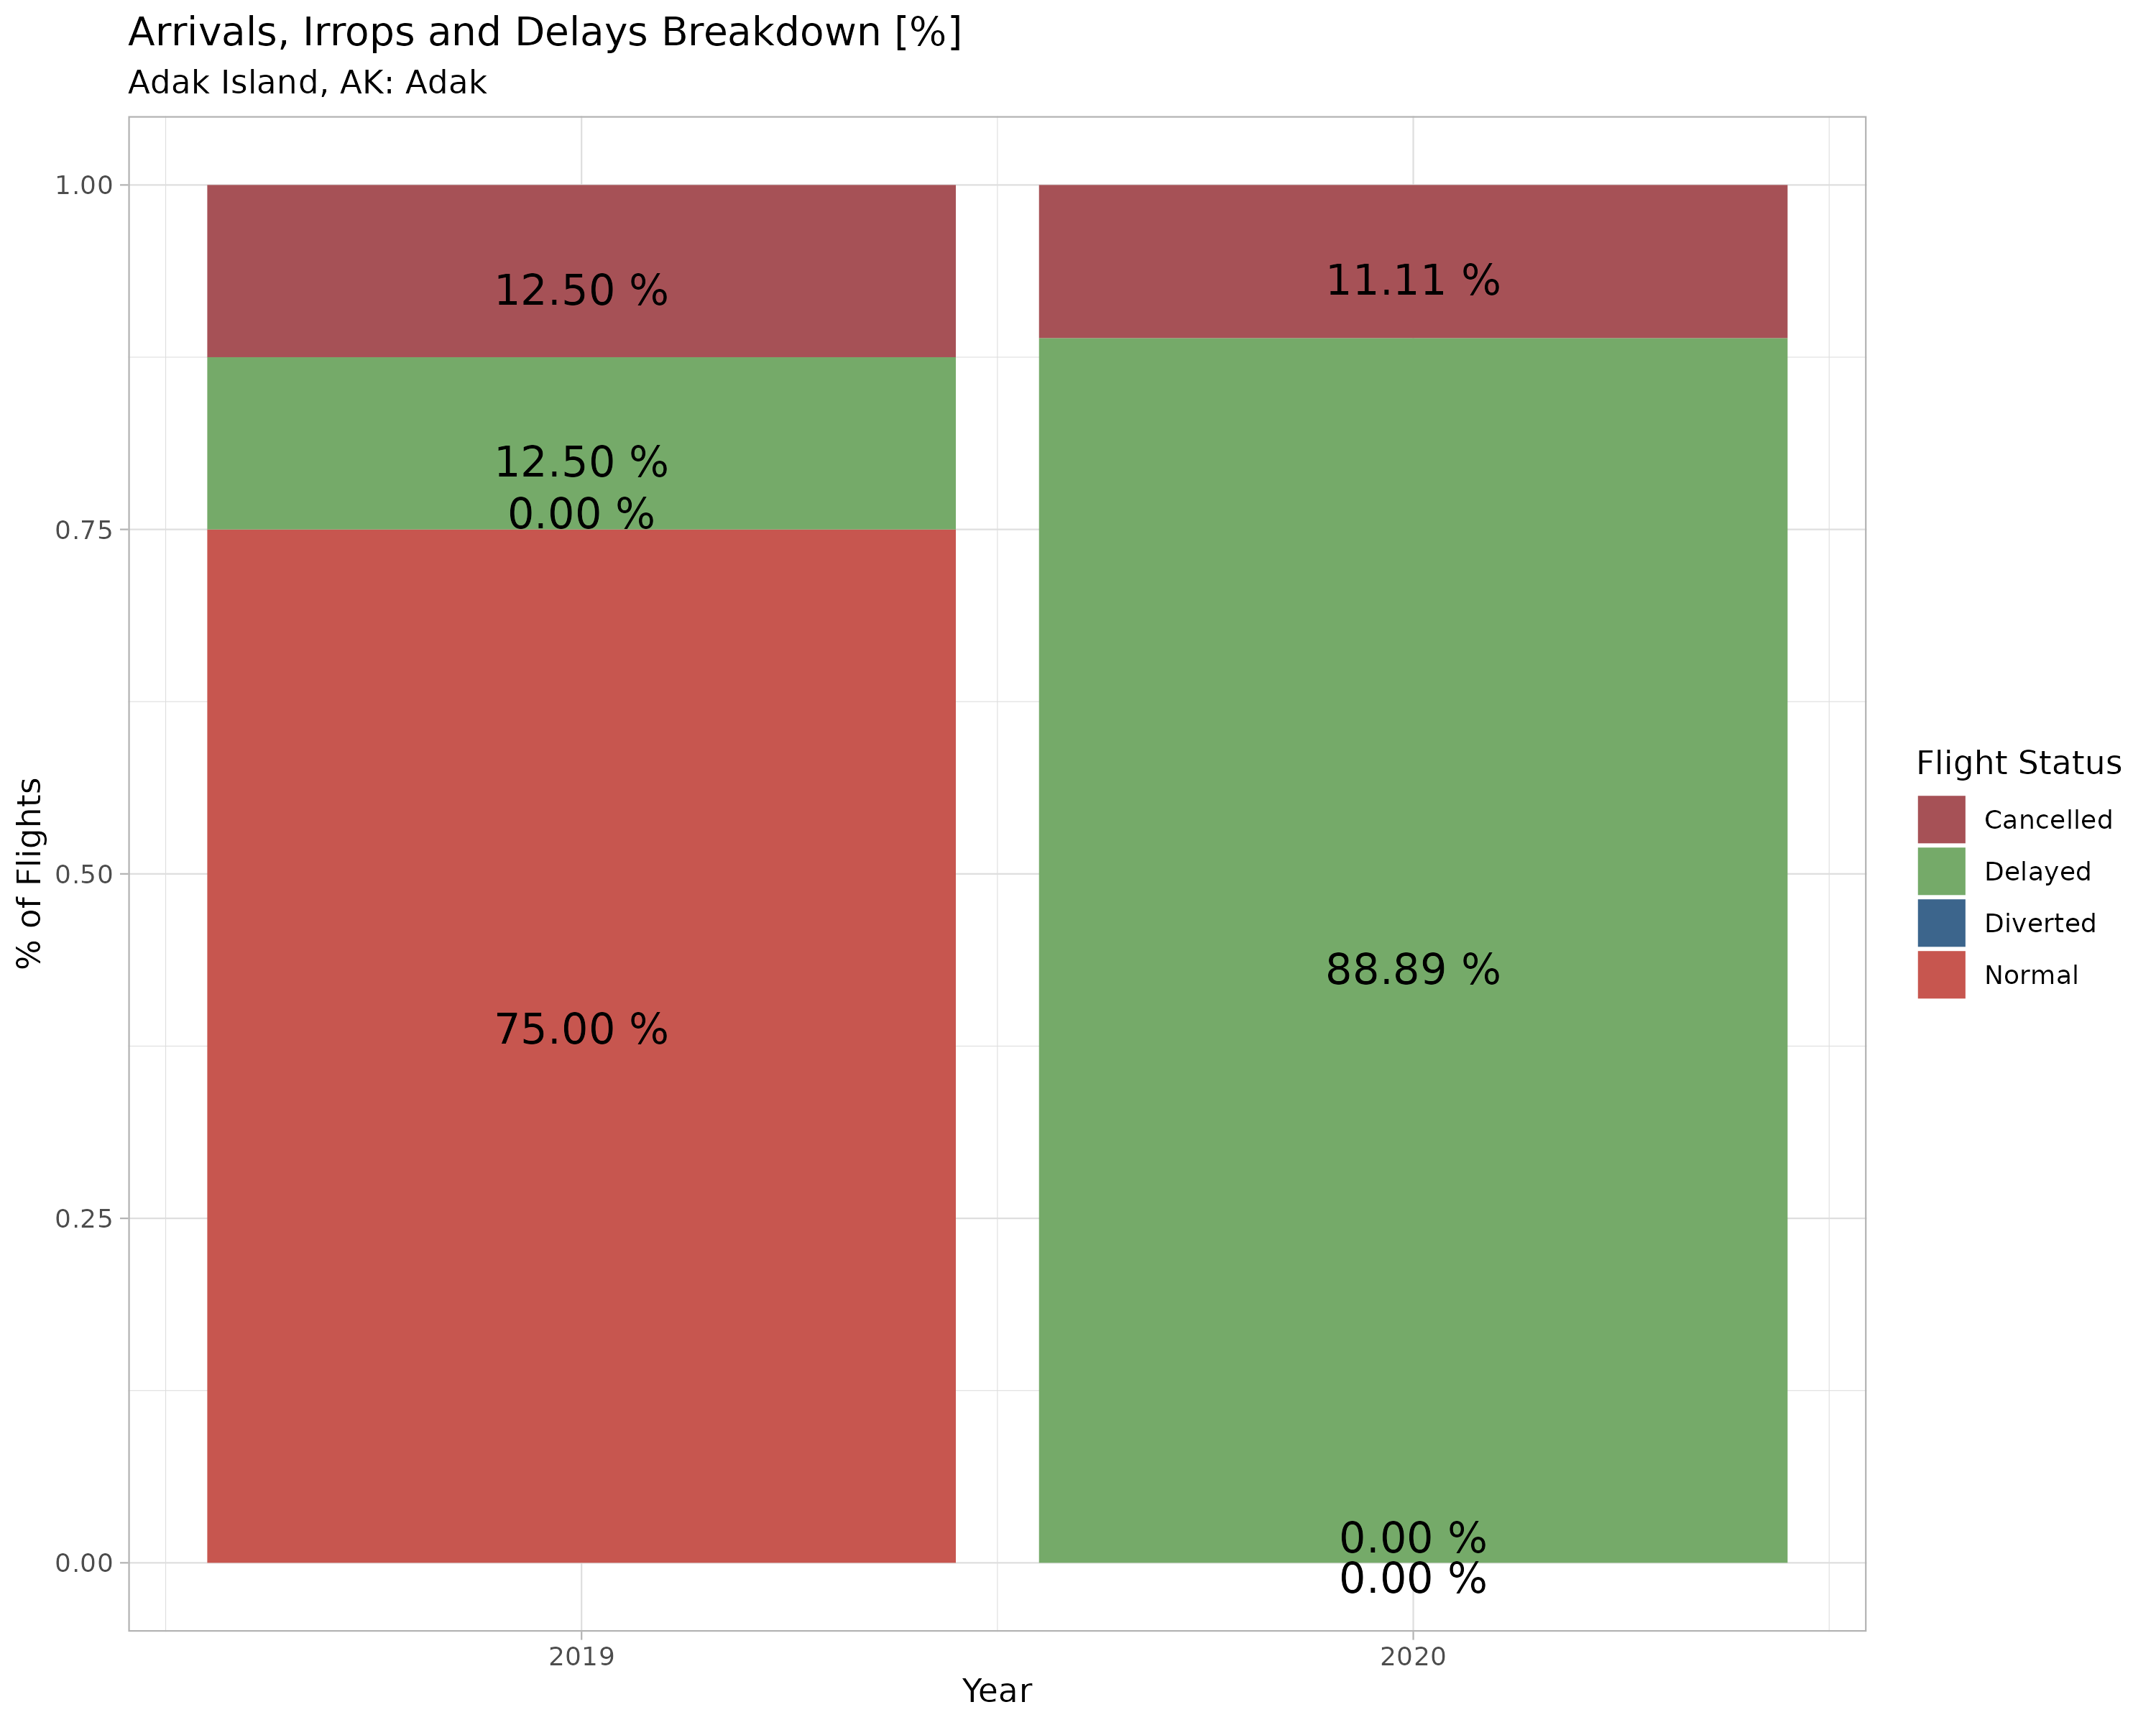 Arrivals, Irrops and Delays Breakdown [%]
Adak Island, AK: Adak
% of Flights
1.00
0.75
0.50
0.25
0.00
12.50 %
12.50 %
0.00 %
75.00 %
11.11 %
88.89 %
0.00 %
0.00 %
2019
2020
Year
Flight Status
Cancelled
Delayed
Diverted
Normal